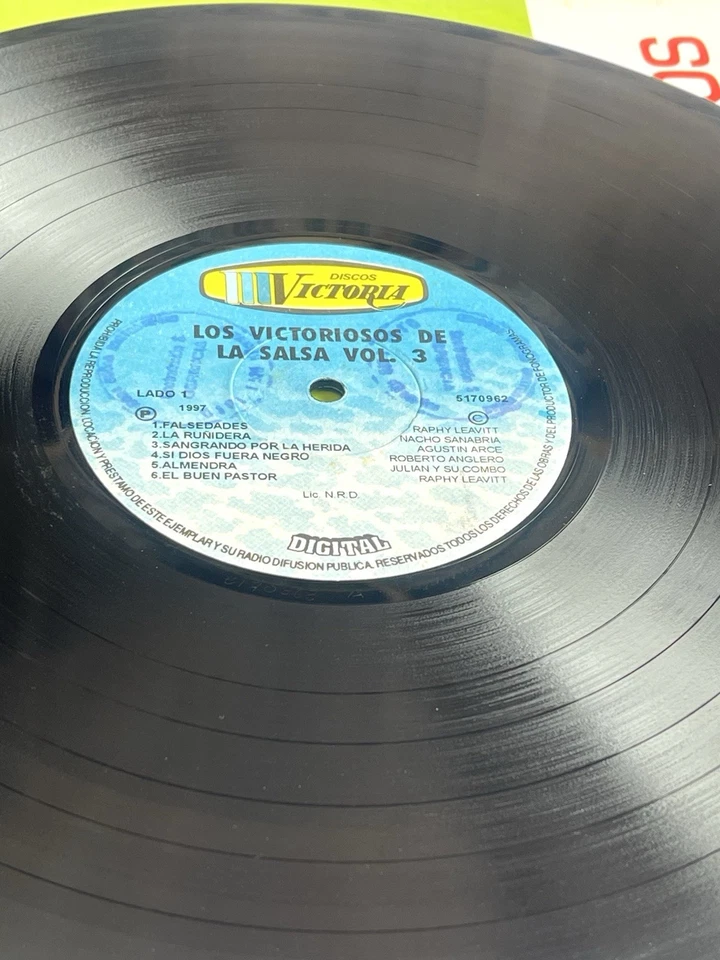 OS
DISCOS
VICTORIA
LOS VICTORIOSOS DE
LA SALSA VOL. 3
LADO 1
5170962
P 1997
C
1.FALSEDADES RAPHY LEAVITT
2.LA RUÑIDERA NACHO SANABRIA
3.SANGRANDO POR LA HERIDA AGUSTIN ARCE
4.SI DIOS FUERA NEGRO ROBERTO ANGLERO
5.ALMENDRA JULIAN Y SU COMBO
6.EL BUEN PASTOR RAPHY LEAVITT
Lic. N.R.D.
DIGITAL
PROHIBIDA LA REPRODUCCION, LOCACION Y PRESTAMO DE ESTE EJEMPLAR Y SU RADIO DIFUSION PUBLICA. RESERVADOS TODOS LOS DERECHOS DE LAS OBRAS Y DEL PRODUCTOR DE FONOGRAMAS